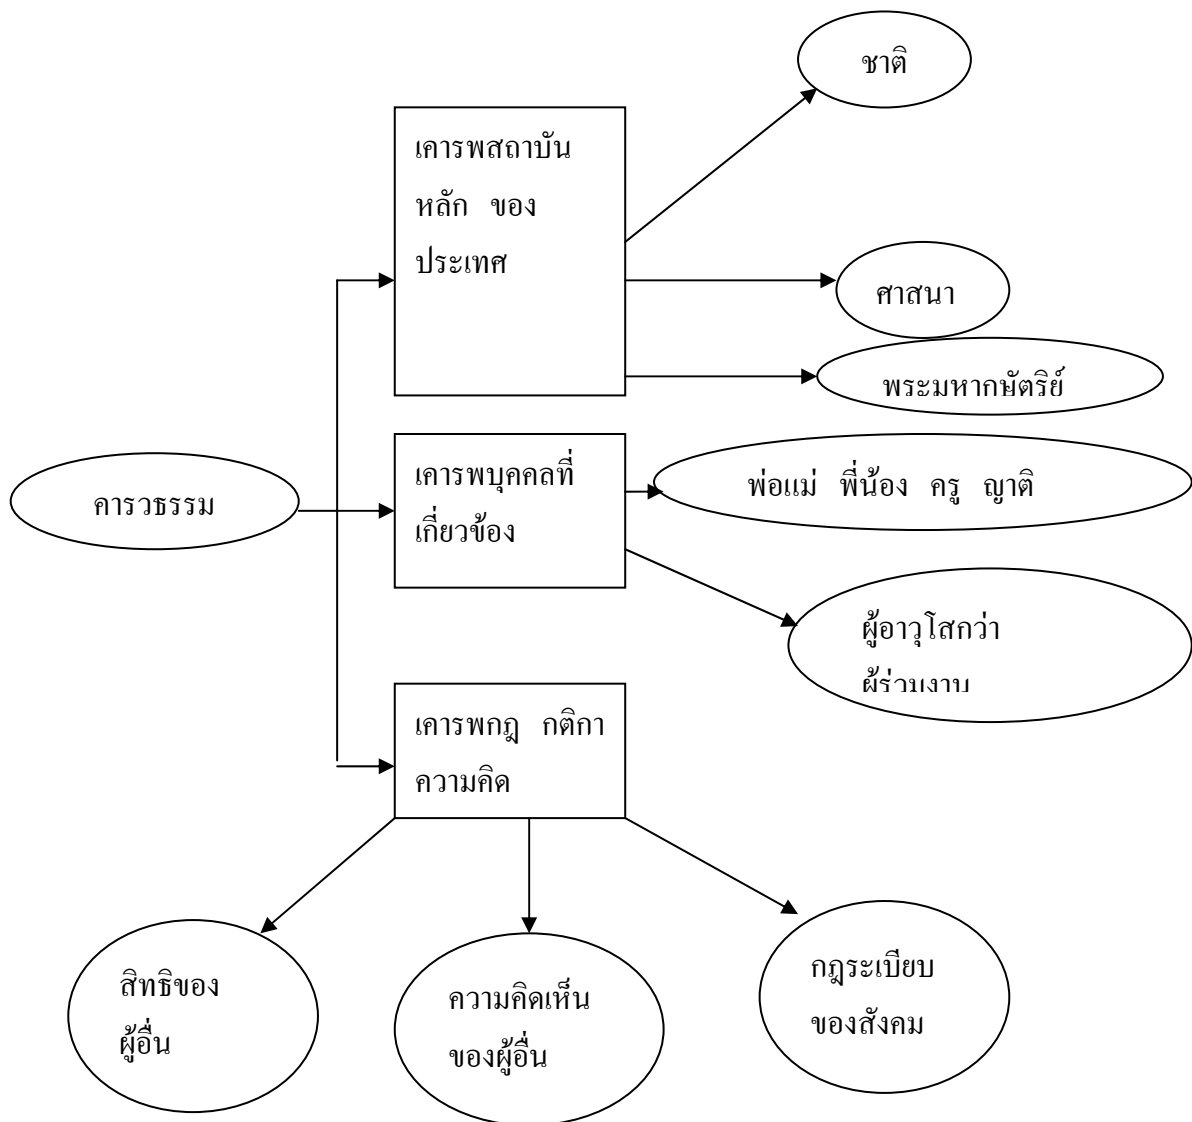 ชาติ
เคารพสถาบัน
หลัก ของ
ประเทศ
ศาสนา
พระมหากษัตริย์
คารวธรรม
เคารพบุคคลที่
เกี่ยวข้อง
พ่อแม่ พี่น้อง ครู ญาติ
ผู้อาวุโสกว่า
ผู้ร่วมงาน
เคารพกฎ กติกา
ความคิด
สิทธิของ
ผู้อื่น
ความคิดเห็น
ของผู้อื่น
กฎระเบียบ
ของสังคม